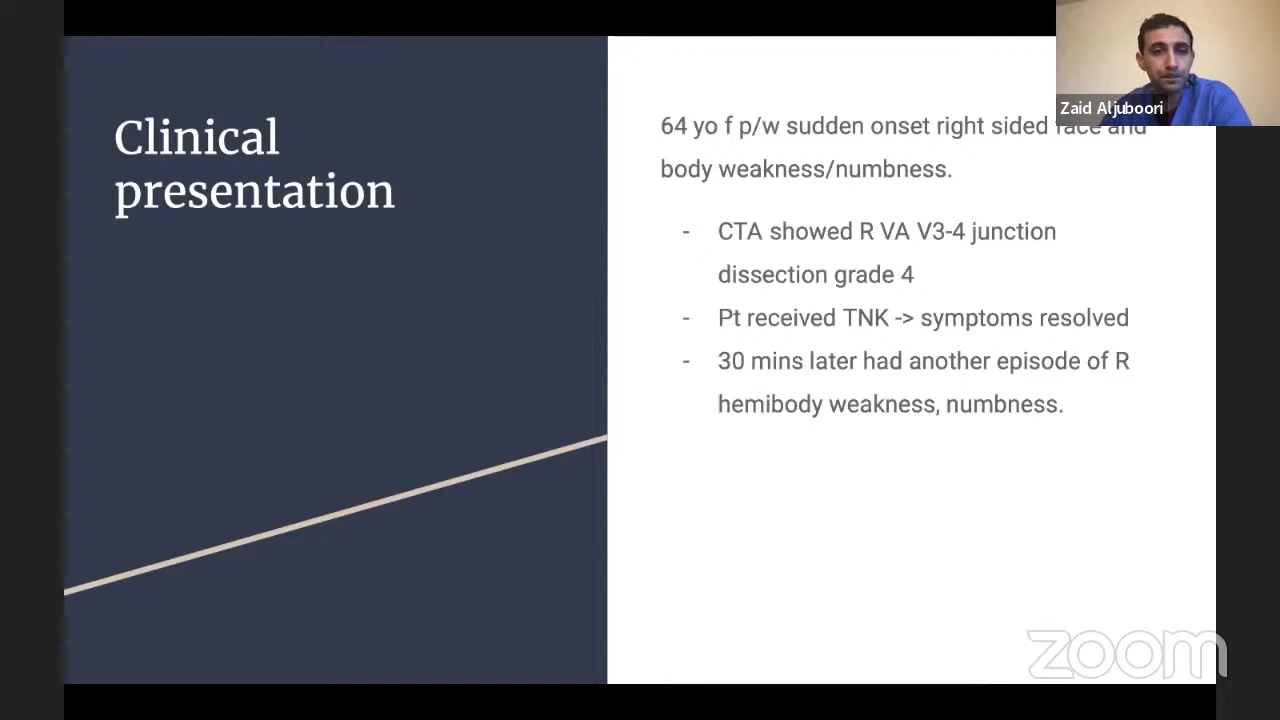 Clinical
presentation
Zaid Aljuboori
64 yo f p/w sudden onset right sided face and
body weakness/numbness.
- CTA showed R VA V3-4 junction
dissection grade 4
- Pt received TNK -> symptoms resolved
- 30 mins later had another episode of R
hemibody weakness, numbness.
zoom